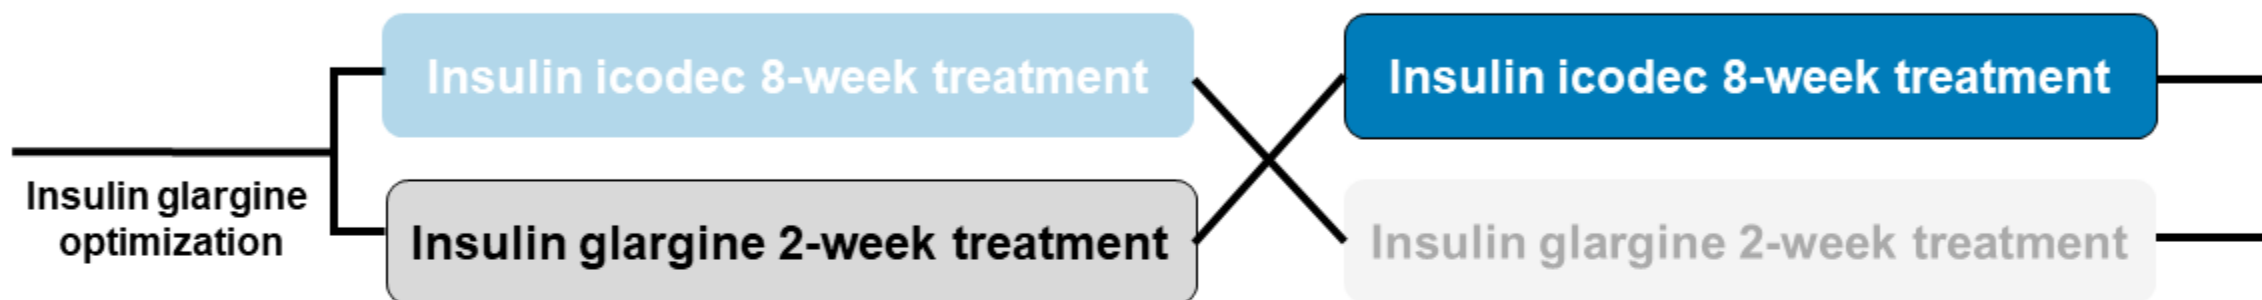 Insulin icodec 8-week treatment
Insulin icodec 8-week treatment
Insulin glargine
optimization
Insulin glargine 2-week treatment
Insulin glargine 2-week treatment